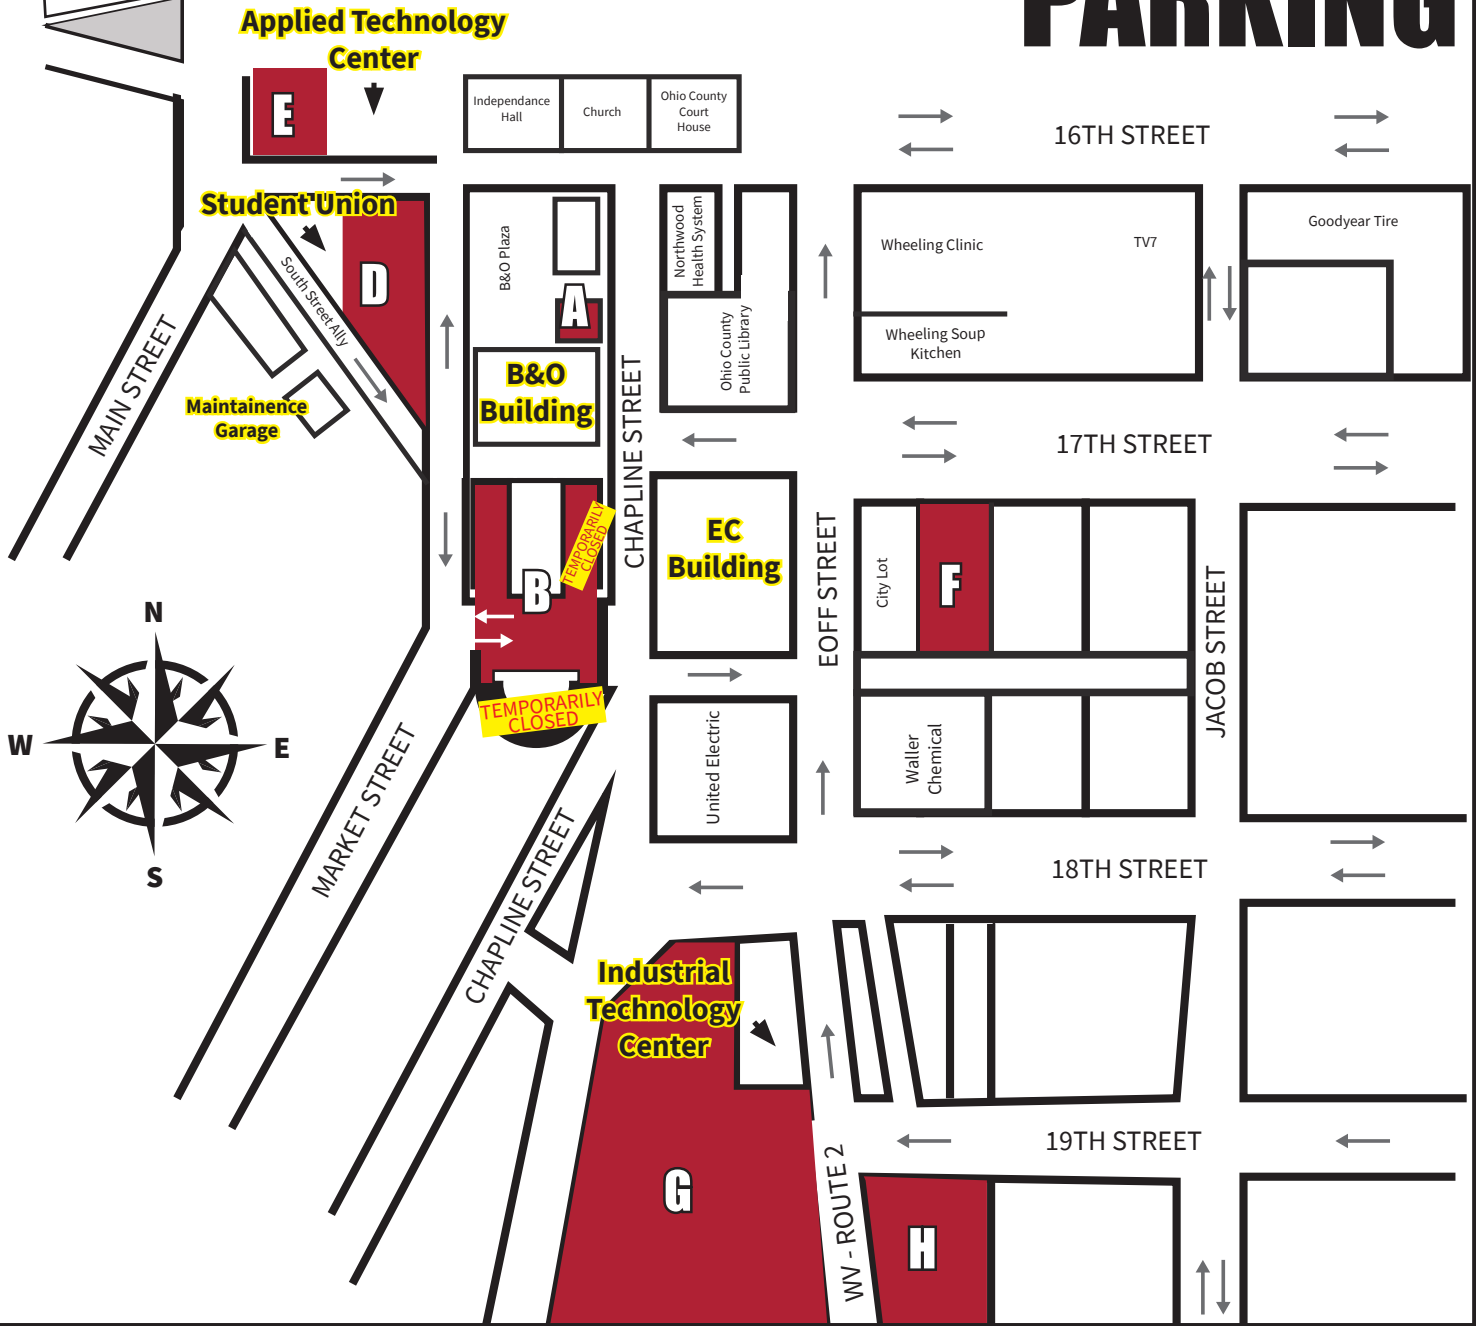 PARKING
Applied Technology
Center
E
Independance
Hall
Church
Ohio County
Court
House
16TH STREET
Student Union
D
South Street Ally
B&O Plaza
A
Northwood
Health System
Ohio County
Public Library
Wheeling Clinic
TV7
Goodyear Tire
Wheeling Soup
Kitchen
MAIN STREET
Maintainence
Garage
B&O
Building
CHAPLINE STREET
17TH STREET
TEMPORARILY
CLOSED
B
EC
Building
EOFF STREET
City Lot
F
JACOB STREET
N
W
E
S
TEMPORARILY
CLOSED
United Electric
Waller
Chemical
MARKET STREET
CHAPLINE STREET
18TH STREET
Industrial
Technology
Center
G
19TH STREET
WV - ROUTE 2
H